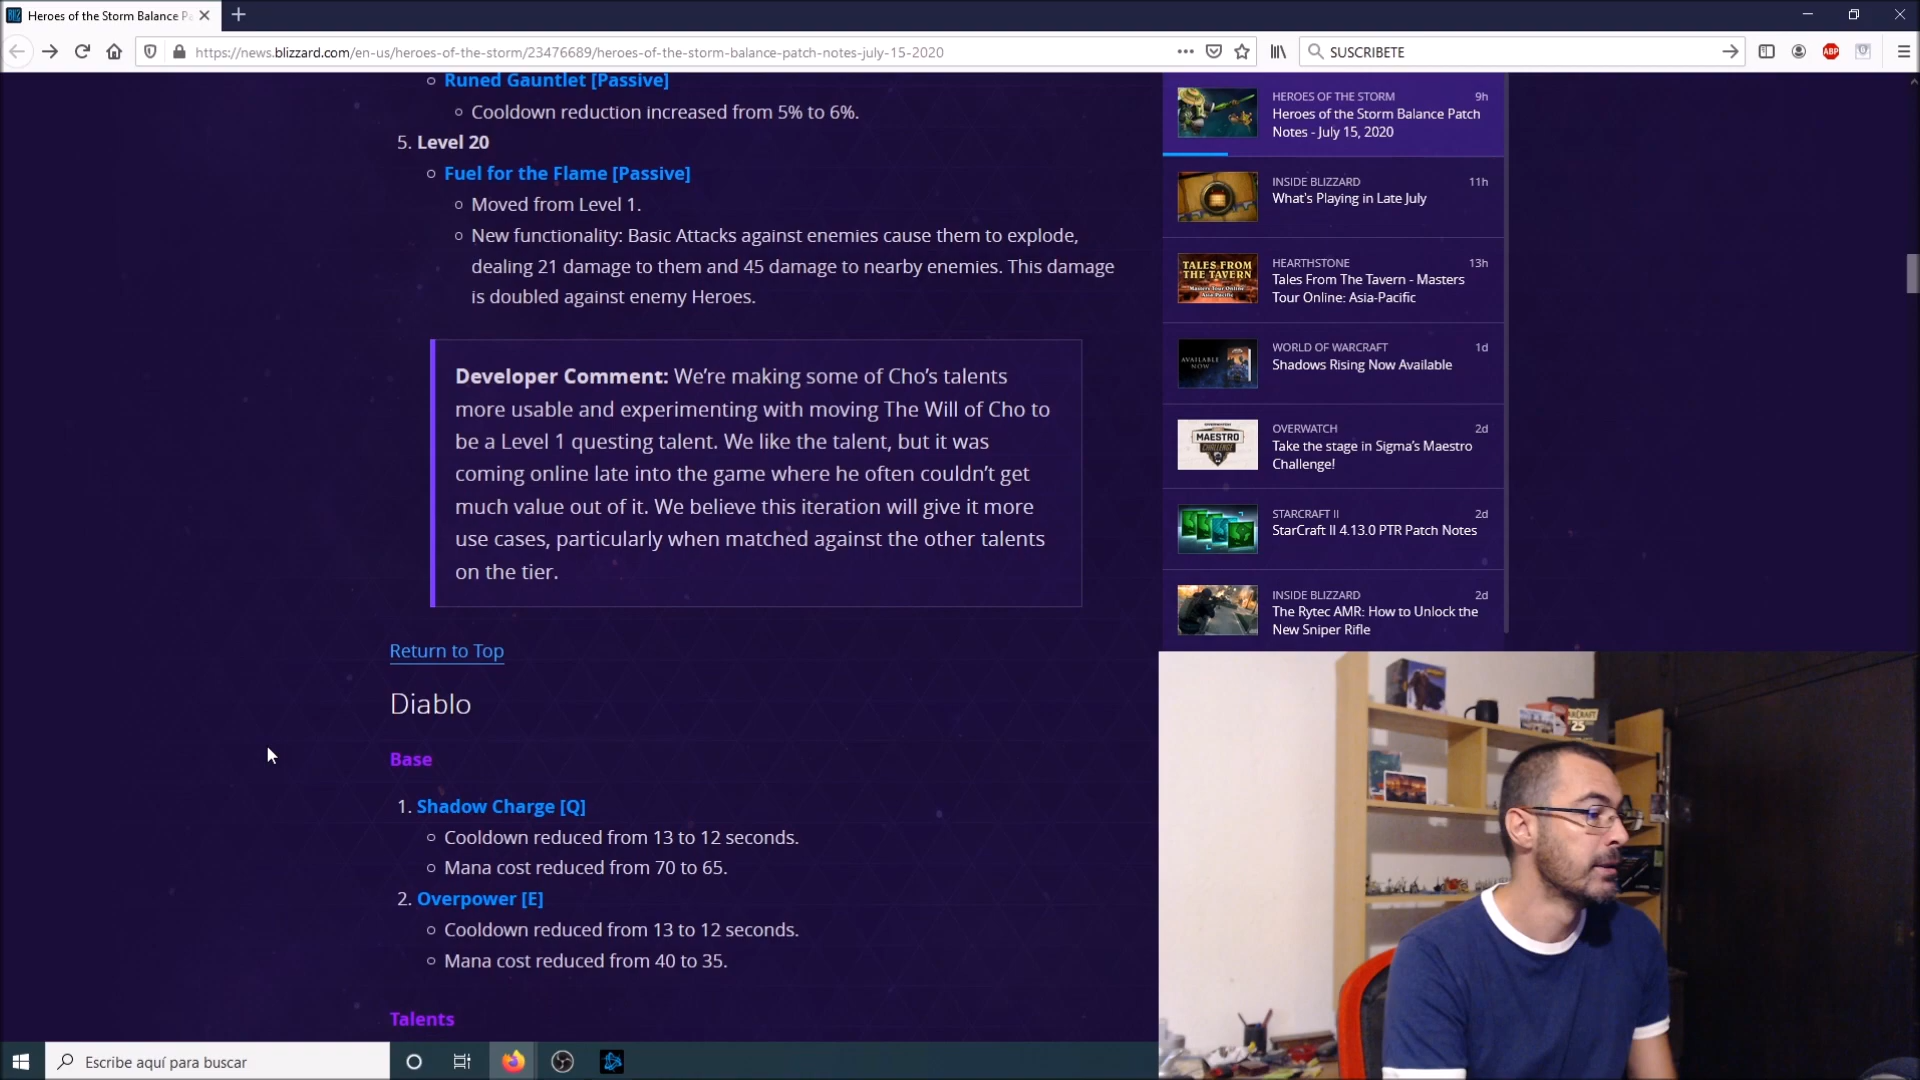 Heroes of the Storm Balance P
https://news.blizzard.com/en-us/heroes-of-the-storm/23476689/heroes-of-the-storm-balance-patch-notes-july-15-2020
SUSCRIBETE
ABP
Runed Gauntlet [Passive]
Cooldown reduction increased from 5% to 6%.
5. Level 20
Fuel for the Flame [Passive]
Moved from Level 1.
New functionality: Basic Attacks against enemies cause them to explode,
dealing 21 damage to them and 45 damage to nearby enemies. This damage
is doubled against enemy Heroes.
Developer Comment: We’re making some of Cho’s talents
more usable and experimenting with moving The Will of Cho to
be a Level 1 questing talent. We like the talent, but it was
coming online late into the game where he often couldn’t get
much value out of it. We believe this iteration will give it more
use cases, particularly when matched against the other talents
on the tier.
Return to Top
Diablo
Base
1. Shadow Charge [Q]
Cooldown reduced from 13 to 12 seconds.
Mana cost reduced from 70 to 65.
2. Overpower [E]
Cooldown reduced from 13 to 12 seconds.
Mana cost reduced from 40 to 35.
Talents
HEROES OF THE STORM 9h
Heroes of the Storm Balance Patch
Notes - July 15, 2020
INSIDE BLIZZARD 11h
What's Playing in Late July
TALES FROM
THE TAVERN
HEARTHSTONE 13h
Tales From The Tavern - Masters
Tour Online: Asia-Pacific
AVAILABLE
NOW
WORLD OF WARCRAFT 1d
Shadows Rising Now Available
MAESTRO
OVERWATCH 2d
Take the stage in Sigma’s Maestro
Challenge!
STARCRAFT II 2d
StarCraft II 4.13.0 PTR Patch Notes
INSIDE BLIZZARD 2d
The Rytec AMR: How to Unlock the
New Sniper Rifle
Escribe aquí para buscar